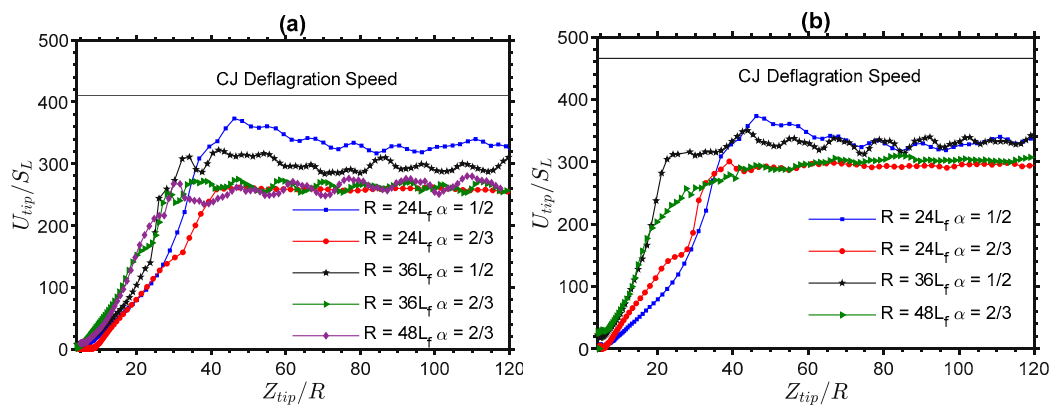 (a)
500
400
300
200
100
0
20
40
60
80
100
120
U_tip/S_L
Z_tip/R
CJ Deflagration Speed
R = 24L_f α = 1/2
R = 24L_f α = 2/3
R = 36L_f α = 1/2
R = 36L_f α = 2/3
R = 48L_f α = 2/3
(b)
500
400
300
200
100
0
20
40
60
80
100
120
U_tip/S_L
Z_tip/R
CJ Deflagration Speed
R = 24L_f α = 1/2
R = 24L_f α = 2/3
R = 36L_f α = 1/2
R = 48L_f α = 2/3